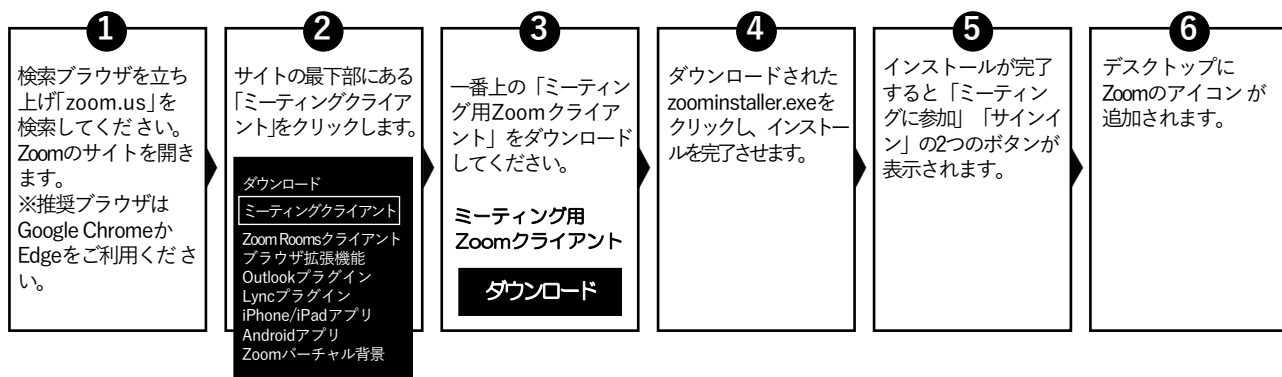 1
検索ブラウザを立ち
上げ「zoom.us」を
検索してください。
Zoomのサイトを開き
ます。
※推奨ブラウザは
Google Chromeか
Edgeをご利用くださ
い。
2
サイトの最下部にある
「ミーティングクライア
ント」をクリックします。
ダウンロード
ミーティングクライアント
Zoom Roomsクライアント
ブラウザ拡張機能
Outlookプラグイン
Lyncプラグイン
iPhone/iPadアプリ
Androidアプリ
Zoomバーチャル背景
3
一番上の「ミーティン
グ用Zoomクライア
ント」をダウンロード
してください。
ミーティング用
Zoomクライアント
ダウンロード
4
ダウンロードされた
zoominstaller.exeを
クリックし、インストー
ルを完了させます。
5
インストールが完了
すると「ミーティン
グに参加」「サインイ
ン」の2つのボタンが
表示されます。
6
デスクトップに
Zoomのアイコン が
追加されます。